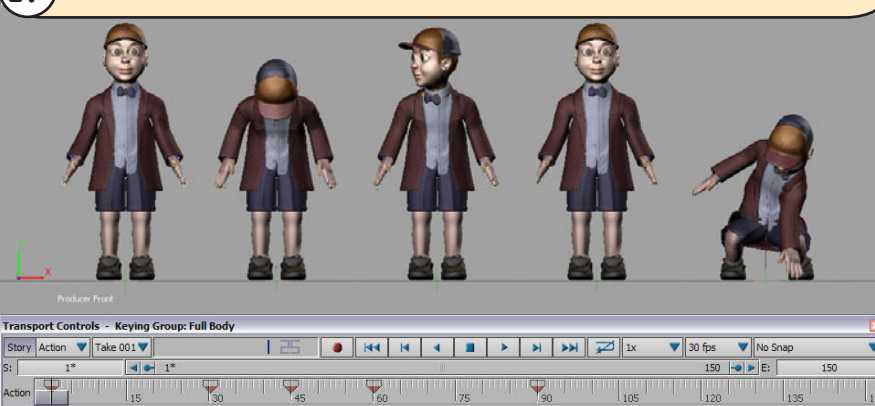 Y
X
Producer Front
Transport Controls - Keying Group: Full Body
Story Action Take 001 1x 30 fps No Snap
S: 1* 1* 150 E: 150
Action 15 30 45 60 75 90 105 120 135